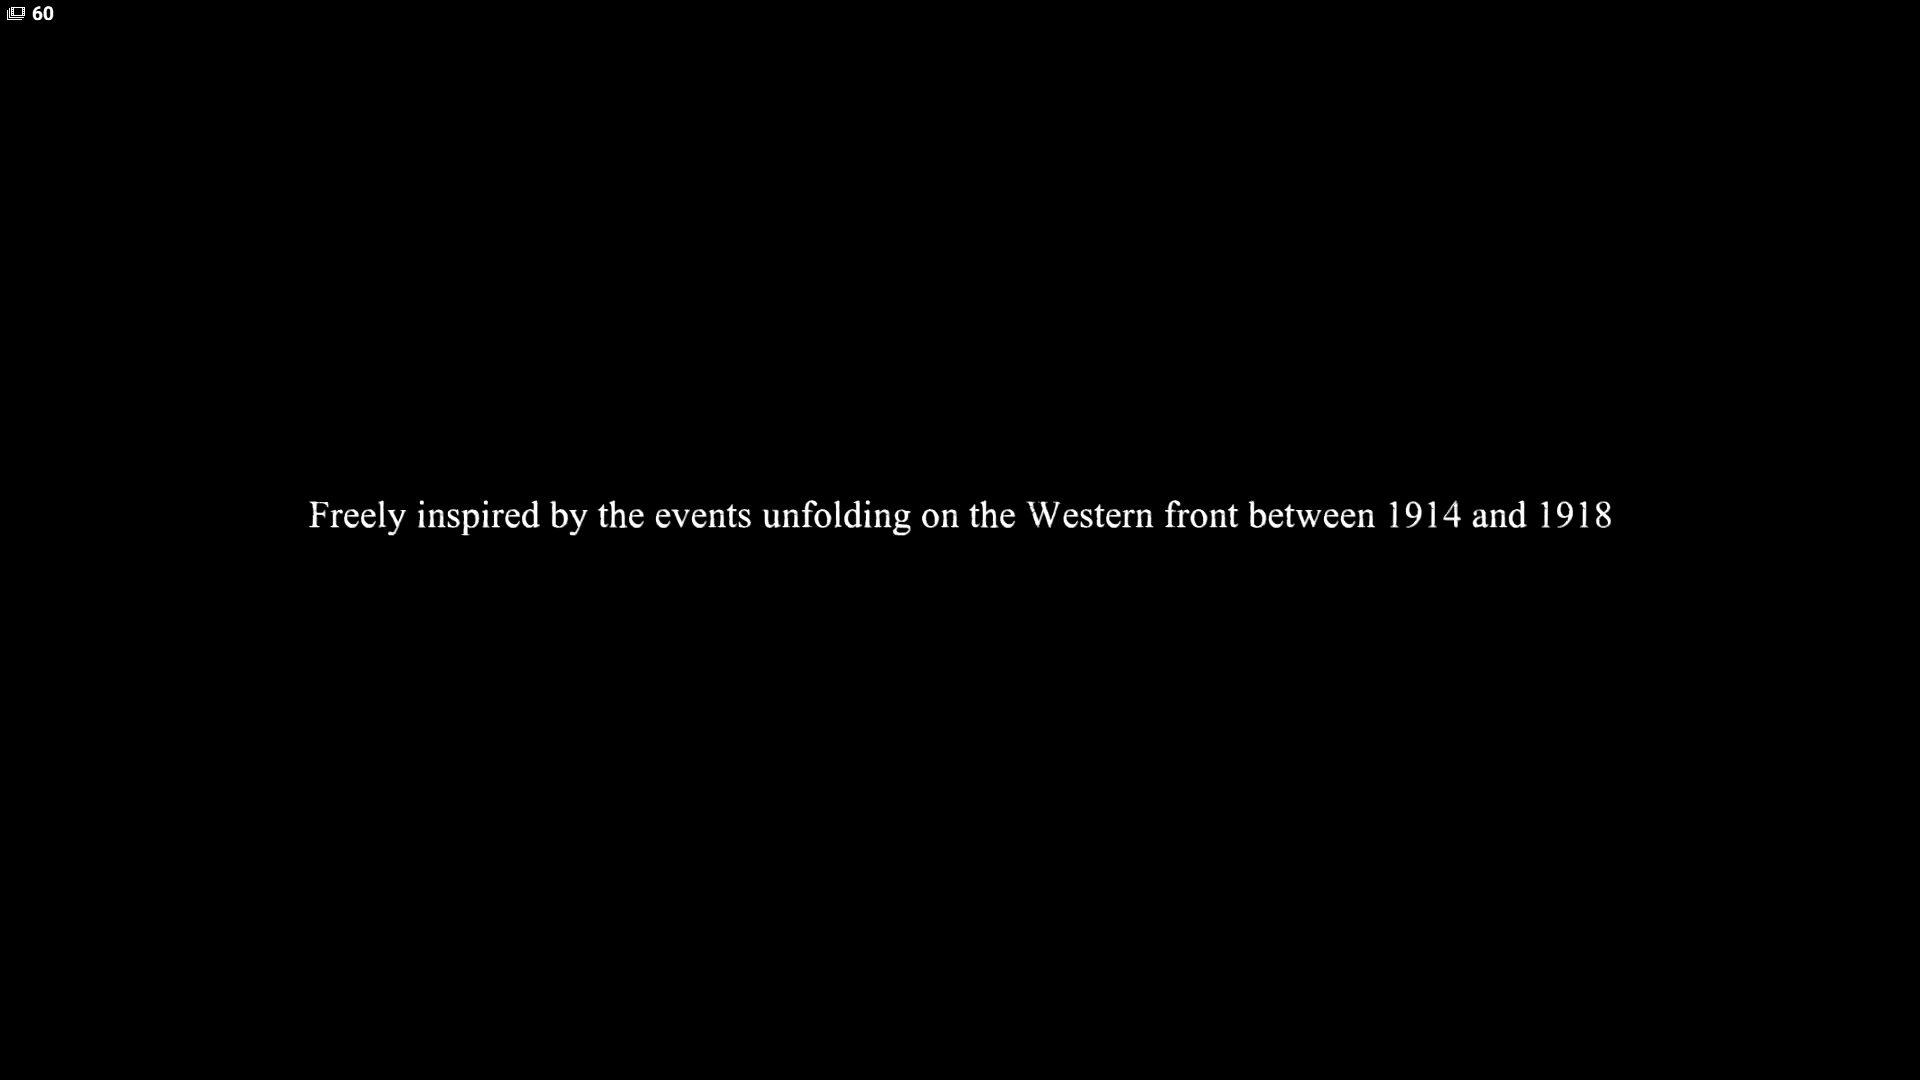 60
Freely inspired by the events unfolding on the Western front between 1914 and 1918